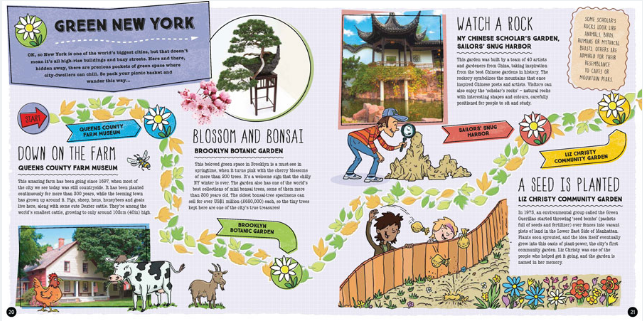 GREEN NEW YORK
OK, so New York is one of the world's biggest cities, but that doesn't
mean it's all high-rise buildings and busy streets. Here and there,
hidden away, there are precious pockets of green space where
city-dwellers can chill. So pack your picnic basket and
wander this way...
START
QUEENS COUNTY
FARM MUSEUM
DOWN ON THE FARM
QUEENS COUNTY FARM MUSEUM
This amazing farm has been going since 1697, when most of
the city we see today was still countryside. It has been planted
continuously for more than 300 years, while the teeming town
has grown up around it. Pigs, sheep, hens, honeybees and goats
live here, along with some cute Dexter cattle. They're among the
world's smallest cattle, growing to only around 102cm (40in) high.
BLOSSOM AND BONSAI
BROOKLYN BOTANIC GARDEN
This beloved green space in Brooklyn is a must-see in
springtime, when it turns pink with the cherry blossoms
of more than 200 trees. It's a welcome sign that the chilly
NY winter is over. The garden also has one of the world's
best collections of mini bonsai trees, some of them more
than 300 years old. The oldest bonsai-tree specimens can
sell for over US$1 million (£650,000) each, so the tiny trees
kept here are one of the city's true treasures!
BROOKLYN
BOTANIC GARDEN
20
WATCH A ROCK
NY CHINESE SCHOLAR'S GARDEN,
SAILORS' SNUG HARBOR
This garden was built by a team of 40 artists
and gardeners from China, taking inspiration
from the best Chinese gardens in history. The
rockery symbolizes the mountains that once
inspired Chinese poets and artists. Visitors can
also enjoy the 'scholar's rocks' – natural rocks
with interesting shapes and colours, carefully
positioned for people to sit and study.
SOME SCHOLAR'S
ROCKS LOOK LIKE
ANIMALS, BIRDS,
HUMANS OR MYTHICAL
BEASTS. OTHERS ARE
ADMIRED FOR THEIR
RESEMBLANCE
TO CAVES OR
MOUNTAIN PEAKS.
SAILORS' SNUG
HARBOR
LIZ CHRISTY
COMMUNITY GARDEN
A SEED IS PLANTED
LIZ CHRISTY COMMUNITY GARDEN
In 1973, an environmental group called the Green
Guerillas started throwing 'seed bombs' (packets
full of seeds and fertilizer) over fences into vacant
plots of land in the Lower East Side of Manhattan.
Plants soon sprouted, and the idea itself eventually
grew into this oasis of plant power, the city's first
community garden. Liz Christy was one of the
people who helped get it going, and the garden is
named in her memory.
21